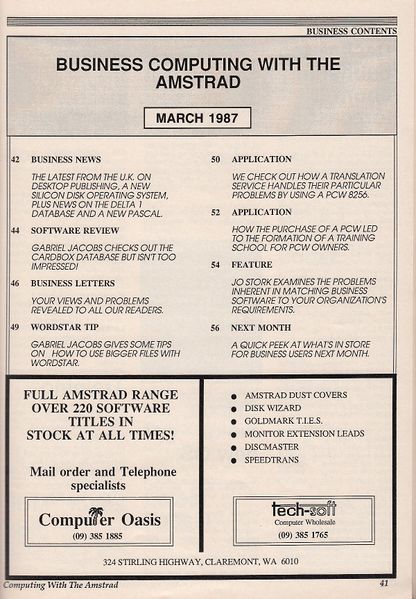 BUSINESS CONTENTS
BUSINESS COMPUTING WITH THE
AMSTRAD
MARCH 1987
42 BUSINESS NEWS
THE LATEST FROM THE U.K. ON
DESKTOP PUBLISHING, A NEW
SILICON DISK OPERATING SYSTEM,
PLUS NEWS ON THE DELTA 1
DATABASE AND A NEW PASCAL.
44 SOFTWARE REVIEW
GABRIEL JACOBS CHECKS OUT THE
CARDBOX DATABASE BUT ISN'T TOO
IMPRESSED!
46 BUSINESS LETTERS
YOUR VIEWS AND PROBLEMS
REVEALED TO ALL OUR READERS.
49 WORDSTAR TIP
GABRIEL JACOBS GIVES SOME TIPS
ON HOW TO USE BIGGER FILES WITH
WORDSTAR.
50 APPLICATION
WE CHECK OUT HOW A TRANSLATION
SERVICE HANDLES THEIR PARTICULAR
PROBLEMS BY USING A PCW 8256.
52 APPLICATION
HOW THE PURCHASE OF A PCW LED
TO THE FORMATION OF A TRAINING
SCHOOL FOR PCW OWNERS.
54 FEATURE
JO STORK EXAMINES THE PROBLEMS
INHERENT IN MATCHING BUSINESS
SOFTWARE TO YOUR ORGANIZATION'S
REQUIREMENTS.
56 NEXT MONTH
A QUICK PEEK AT WHAT'S IN STORE
FOR BUSINESS USERS NEXT MONTH.
FULL AMSTRAD RANGE
OVER 220 SOFTWARE
TITLES IN
STOCK AT ALL TIMES!
Mail order and Telephone
specialists
Computer Oasis
(09) 385 1885
● AMSTRAD DUST COVERS
● DISK WIZARD
● GOLDMARK T.I.E.S.
● MONITOR EXTENSION LEADS
● DISCMASTER
● SPEEDTRANS
tech-soft
Computer Wholesale
(09) 385 1765
324 STIRLING HIGHWAY, CLAREMONT, WA 6010
Computing With The Amstrad
41